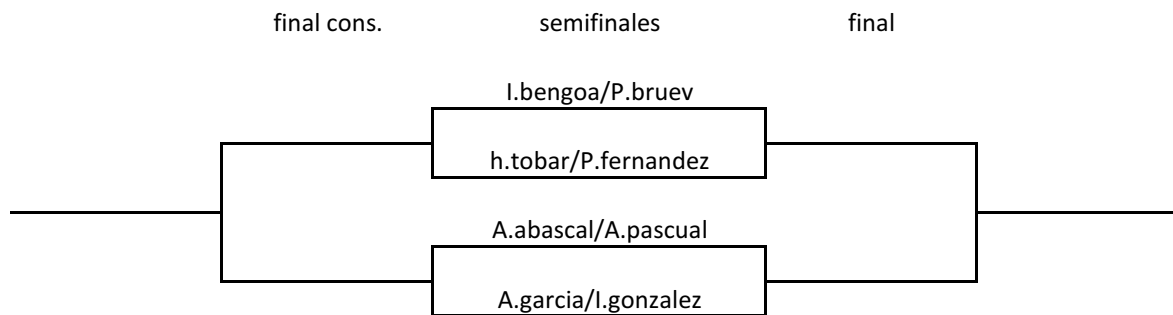 final cons. semifinales final
I.bengoa/P.bruev
h.tobar/P.fernandez
A.abascal/A.pascual
A.garcia/I.gonzalez